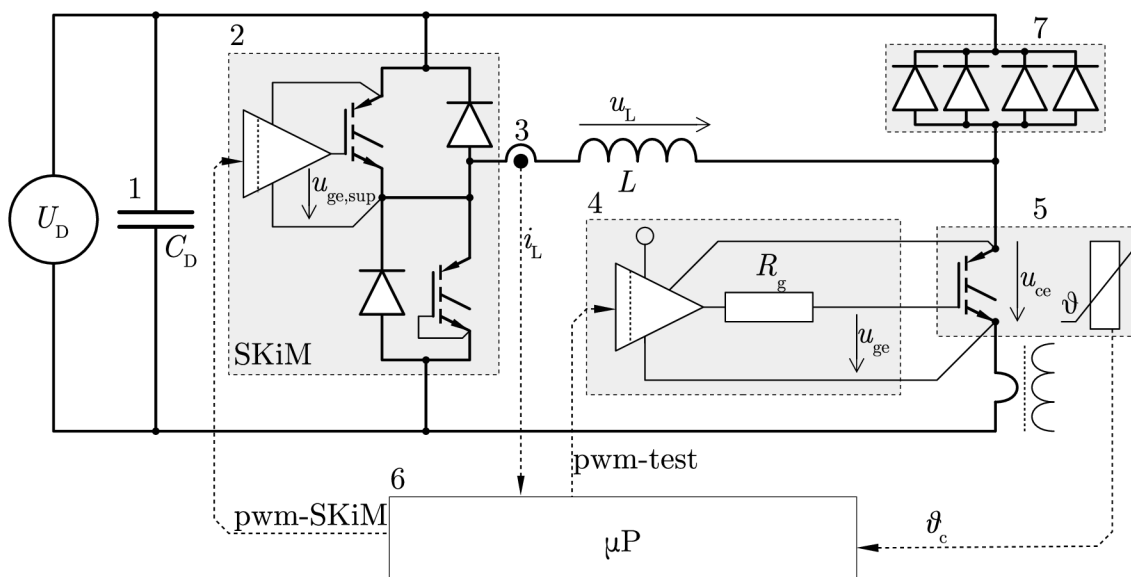 2
7
u_L
3
1
L
u_ge,sup
4
5
U_D
C_D
i_L
R_g
u_ce
ϑ
u_ge
SKiM
pwm-test
6
pwm-SKiM
μP
ϑ_c